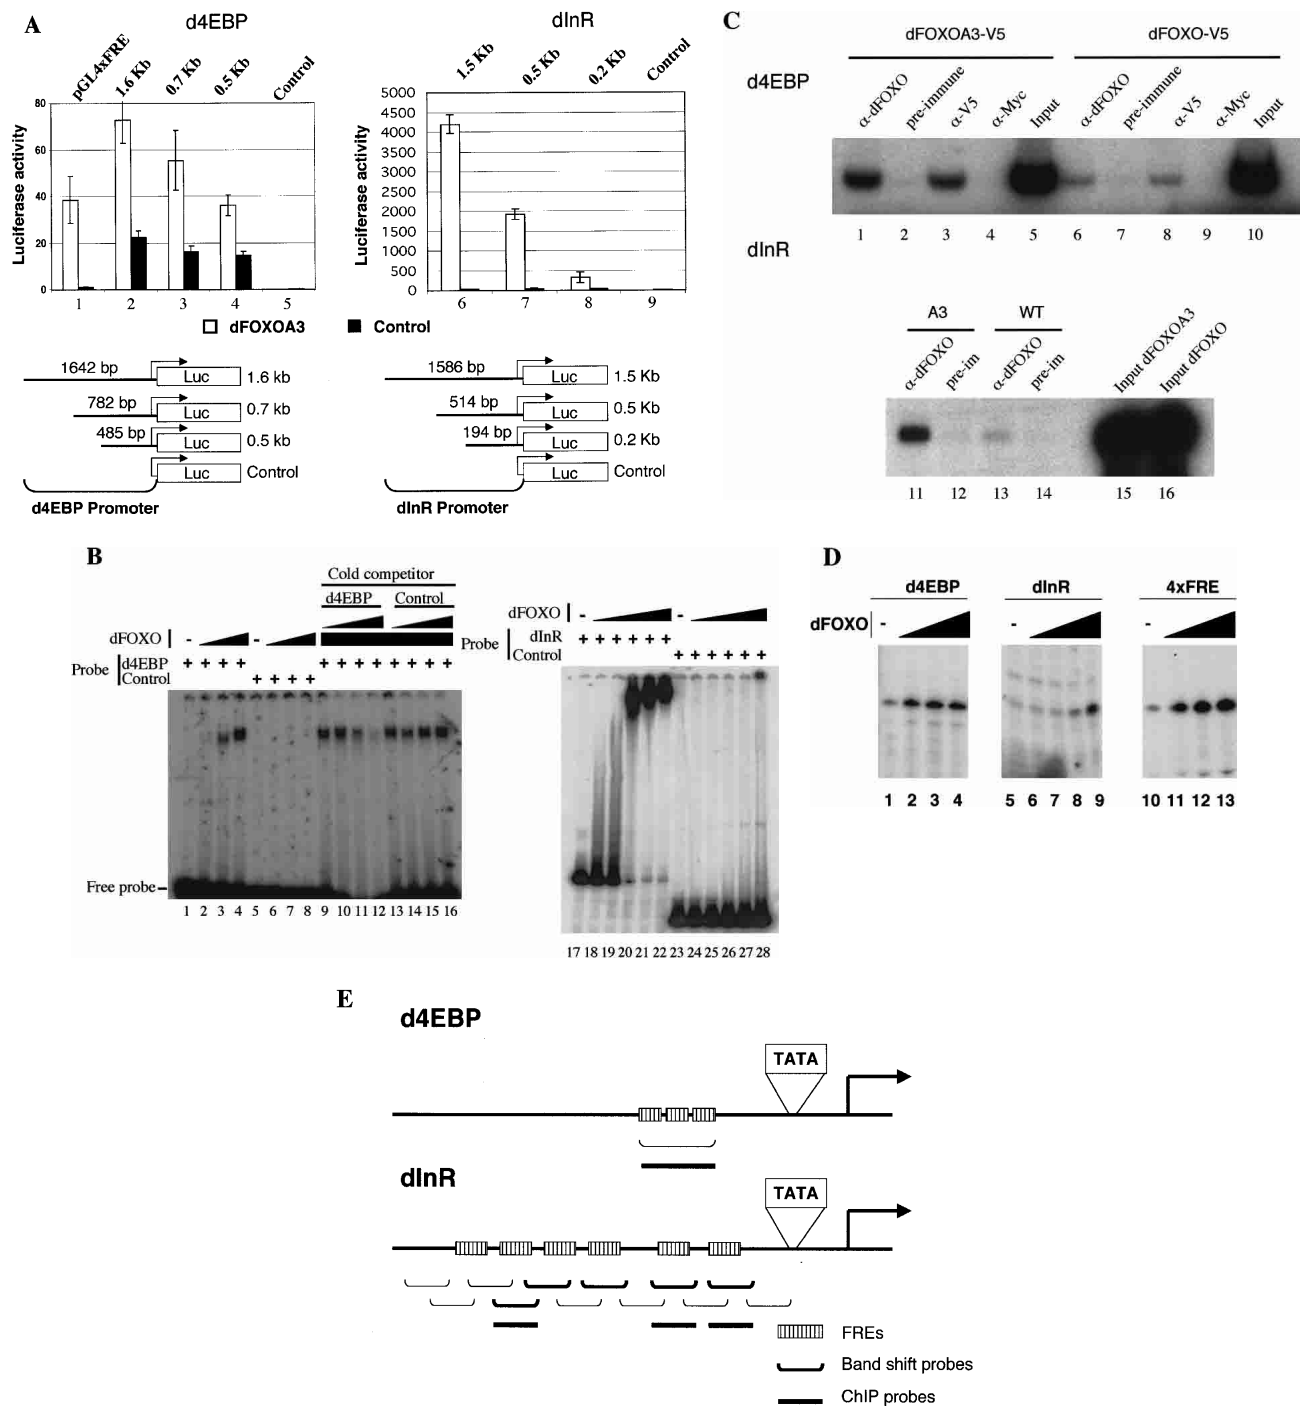 A
d4EBP
pGL4xFRE
1.6 Kb
0.7 Kb
0.5 Kb
Control
80
60
40
20
0
Luciferase activity
1 2 3 4 5
dInR
1.5 Kb
0.5 Kb
0.2 Kb
Control
5000
4500
4000
3500
3000
2500
2000
1500
1000
500
0
Luciferase activity
6 7 8 9
dFOXOA3 Control
1642 bp Luc 1.6 kb
782 bp Luc 0.7 kb
485 bp Luc 0.5 kb
Luc Control
d4EBP Promoter
1586 bp Luc 1.5 Kb
514 bp Luc 0.5 Kb
194 bp Luc 0.2 Kb
Luc Control
dInR Promoter
C
dFOXOA3-V5 dFOXO-V5
d4EBP
α-dFOXO pre-immune α-V5 α-Myc Input α-dFOXO pre-immune α-V5 α-Myc Input
1 2 3 4 5 6 7 8 9 10
dInR
A3 WT
α-dFOXO pre-im α-dFOXO pre-im Input dFOXOA3 Input dFOXO
11 12 13 14 15 16
B
Cold competitor
d4EBP Control
dFOXO - -
Probe d4EBP + + + + + + + + + + + +
Control + + + +
Free probe
1 2 3 4 5 6 7 8 9 10 11 12 13 14 15 16
dFOXO - -
Probe dInR + + + + + +
Control + + + + + +
17 18 19 20 21 22 23 24 25 26 27 28
D
d4EBP dInR 4xFRE
dFOXO - - -
1 2 3 4 5 6 7 8 9 10 11 12 13
E
d4EBP
TATA
dInR
TATA
FREs
Band shift probes
ChIP probes